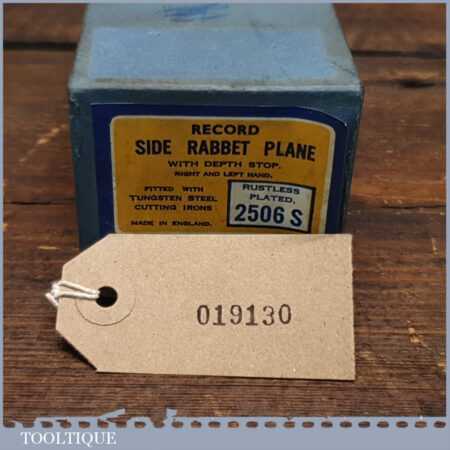 RECORD
SIDE RABBET PLANE
WITH DEPTH STOP.
RIGHT AND LEFT HAND.
FITTED WITH
TUNGSTEN STEEL
CUTTING IRONS
MADE IN ENGLAND.
RUSTLESS
PLATED.
2506 S
019130
TOOLTIQUE